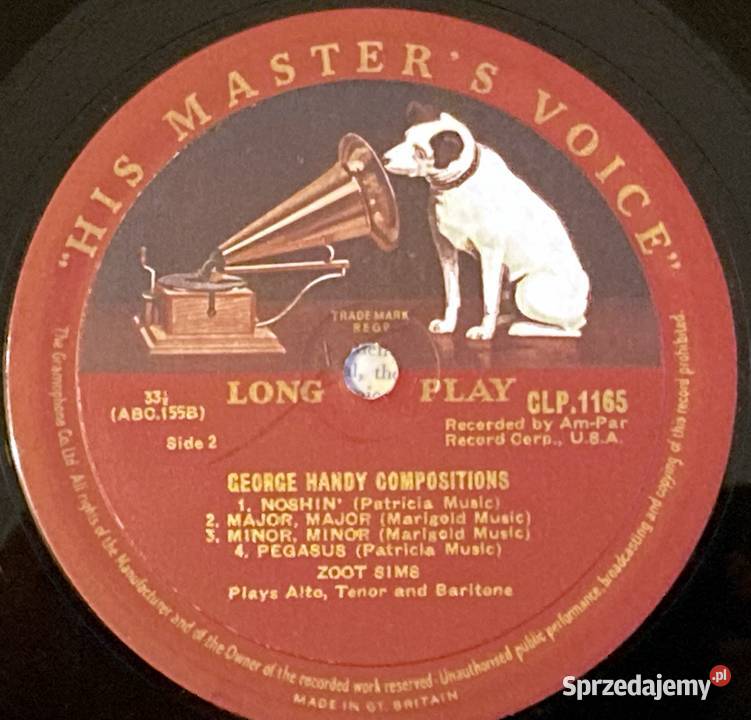 "HIS MASTER'S VOICE"
TRADE MARK
REGD
LONG PLAY
33⅓
(ABC.155B)
Side 2
CLP.1165
Recorded by Am-Par
Record Corp., U.S.A.
GEORGE HANDY COMPOSITIONS
1. NOSHIN' (Patricia Music)
2. MAJOR, MAJOR (Marigold Music)
3. MINOR, MINOR (Marigold Music)
4. PEGASUS (Patricia Music)
ZOOT SIMS
Plays Alto, Tenor and Baritone
The Gramophone Co. Ltd. All rights of the Manufacturer and of the Owner of the recorded work reserved · Unauthorised public performance, broadcasting and copying of this record prohibited.
MADE IN GT. BRITAIN
Sprzedajemy.pl